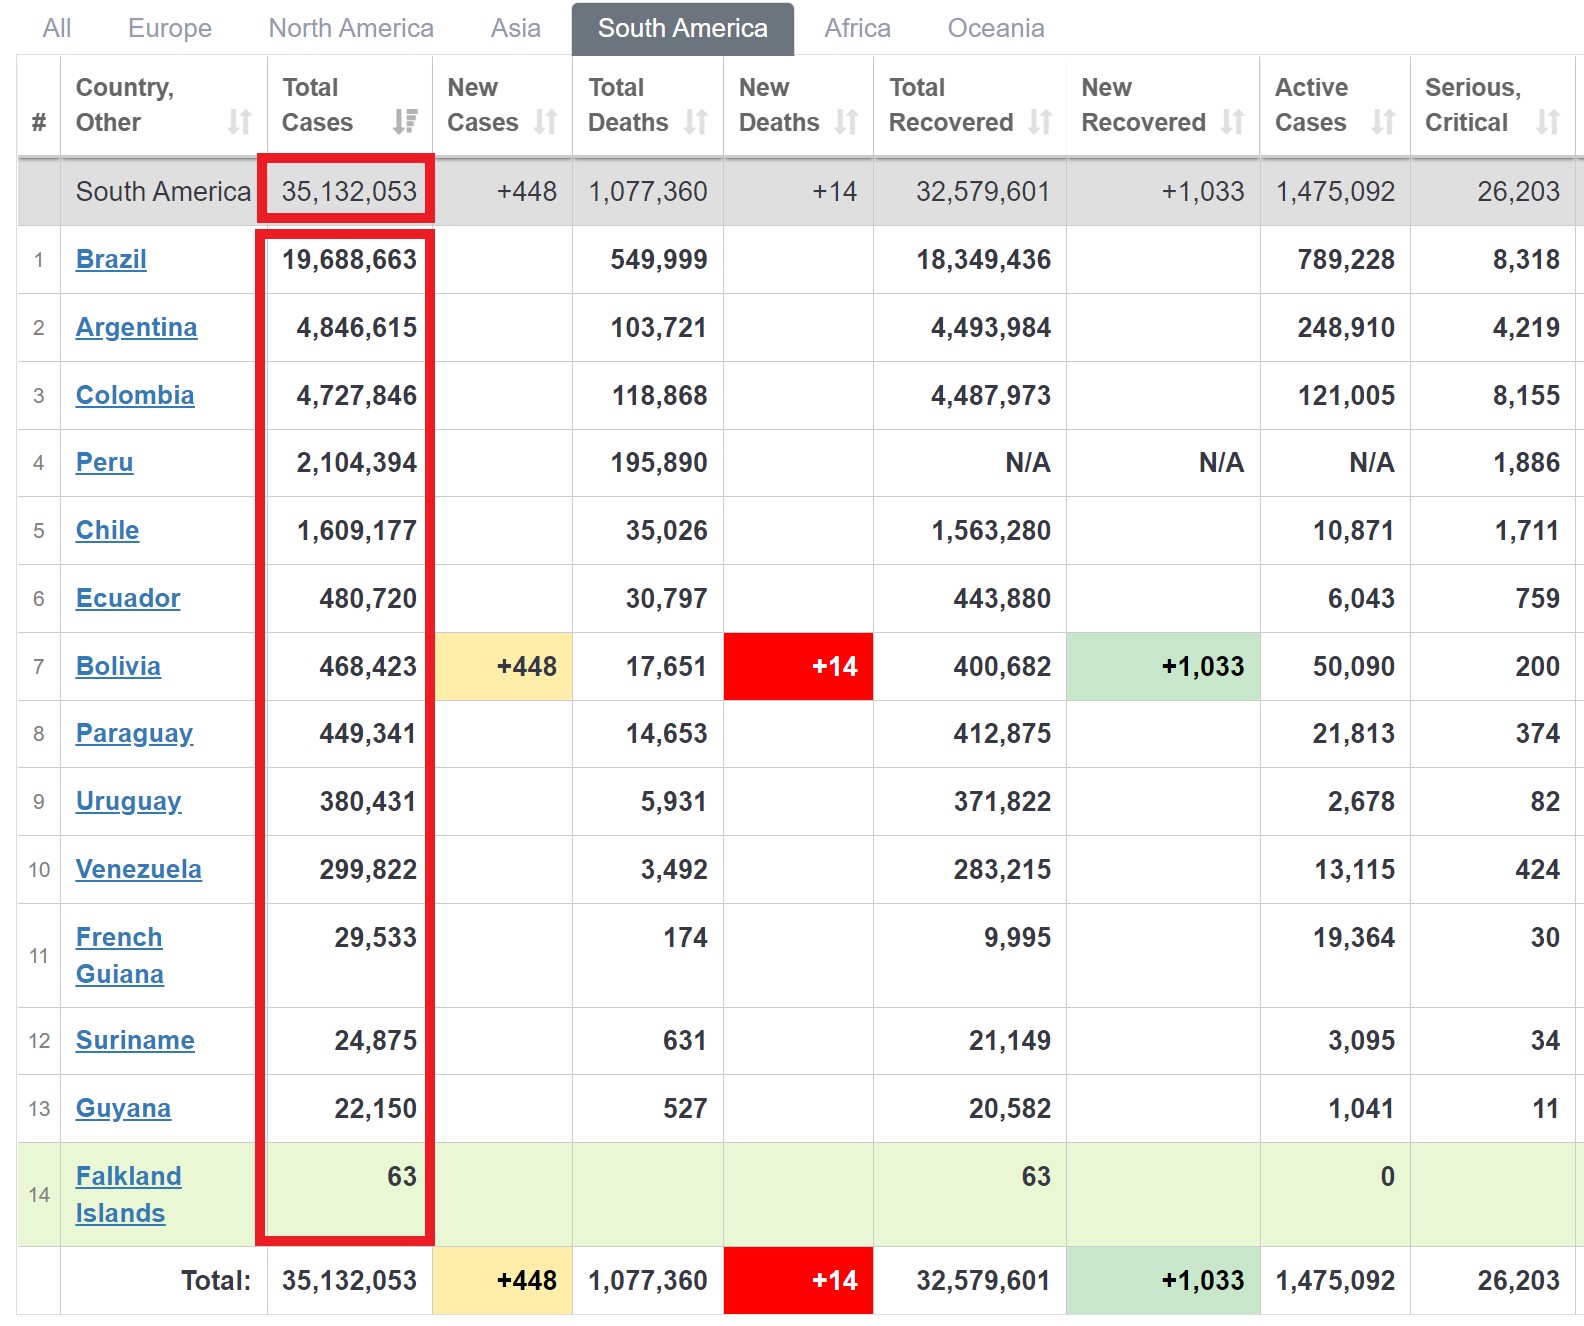 All Europe North America Asia South America Africa Oceania
# Country, Other Total Cases New Cases Total Deaths New Deaths Total Recovered New Recovered Active Cases Serious, Critical
South America 35,132,053 +448 1,077,360 +14 32,579,601 +1,033 1,475,092 26,203
1 Brazil 19,688,663 549,999 18,349,436 789,228 8,318
2 Argentina 4,846,615 103,721 4,493,984 248,910 4,219
3 Colombia 4,727,846 118,868 4,487,973 121,005 8,155
4 Peru 2,104,394 195,890 N/A N/A N/A 1,886
5 Chile 1,609,177 35,026 1,563,280 10,871 1,711
6 Ecuador 480,720 30,797 443,880 6,043 759
7 Bolivia 468,423 +448 17,651 +14 400,682 +1,033 50,090 200
8 Paraguay 449,341 14,653 412,875 21,813 374
9 Uruguay 380,431 5,931 371,822 2,678 82
10 Venezuela 299,822 3,492 283,215 13,115 424
11 French Guiana 29,533 174 9,995 19,364 30
12 Suriname 24,875 631 21,149 3,095 34
13 Guyana 22,150 527 20,582 1,041 11
14 Falkland Islands 63 63 0
Total: 35,132,053 +448 1,077,360 +14 32,579,601 +1,033 1,475,092 26,203